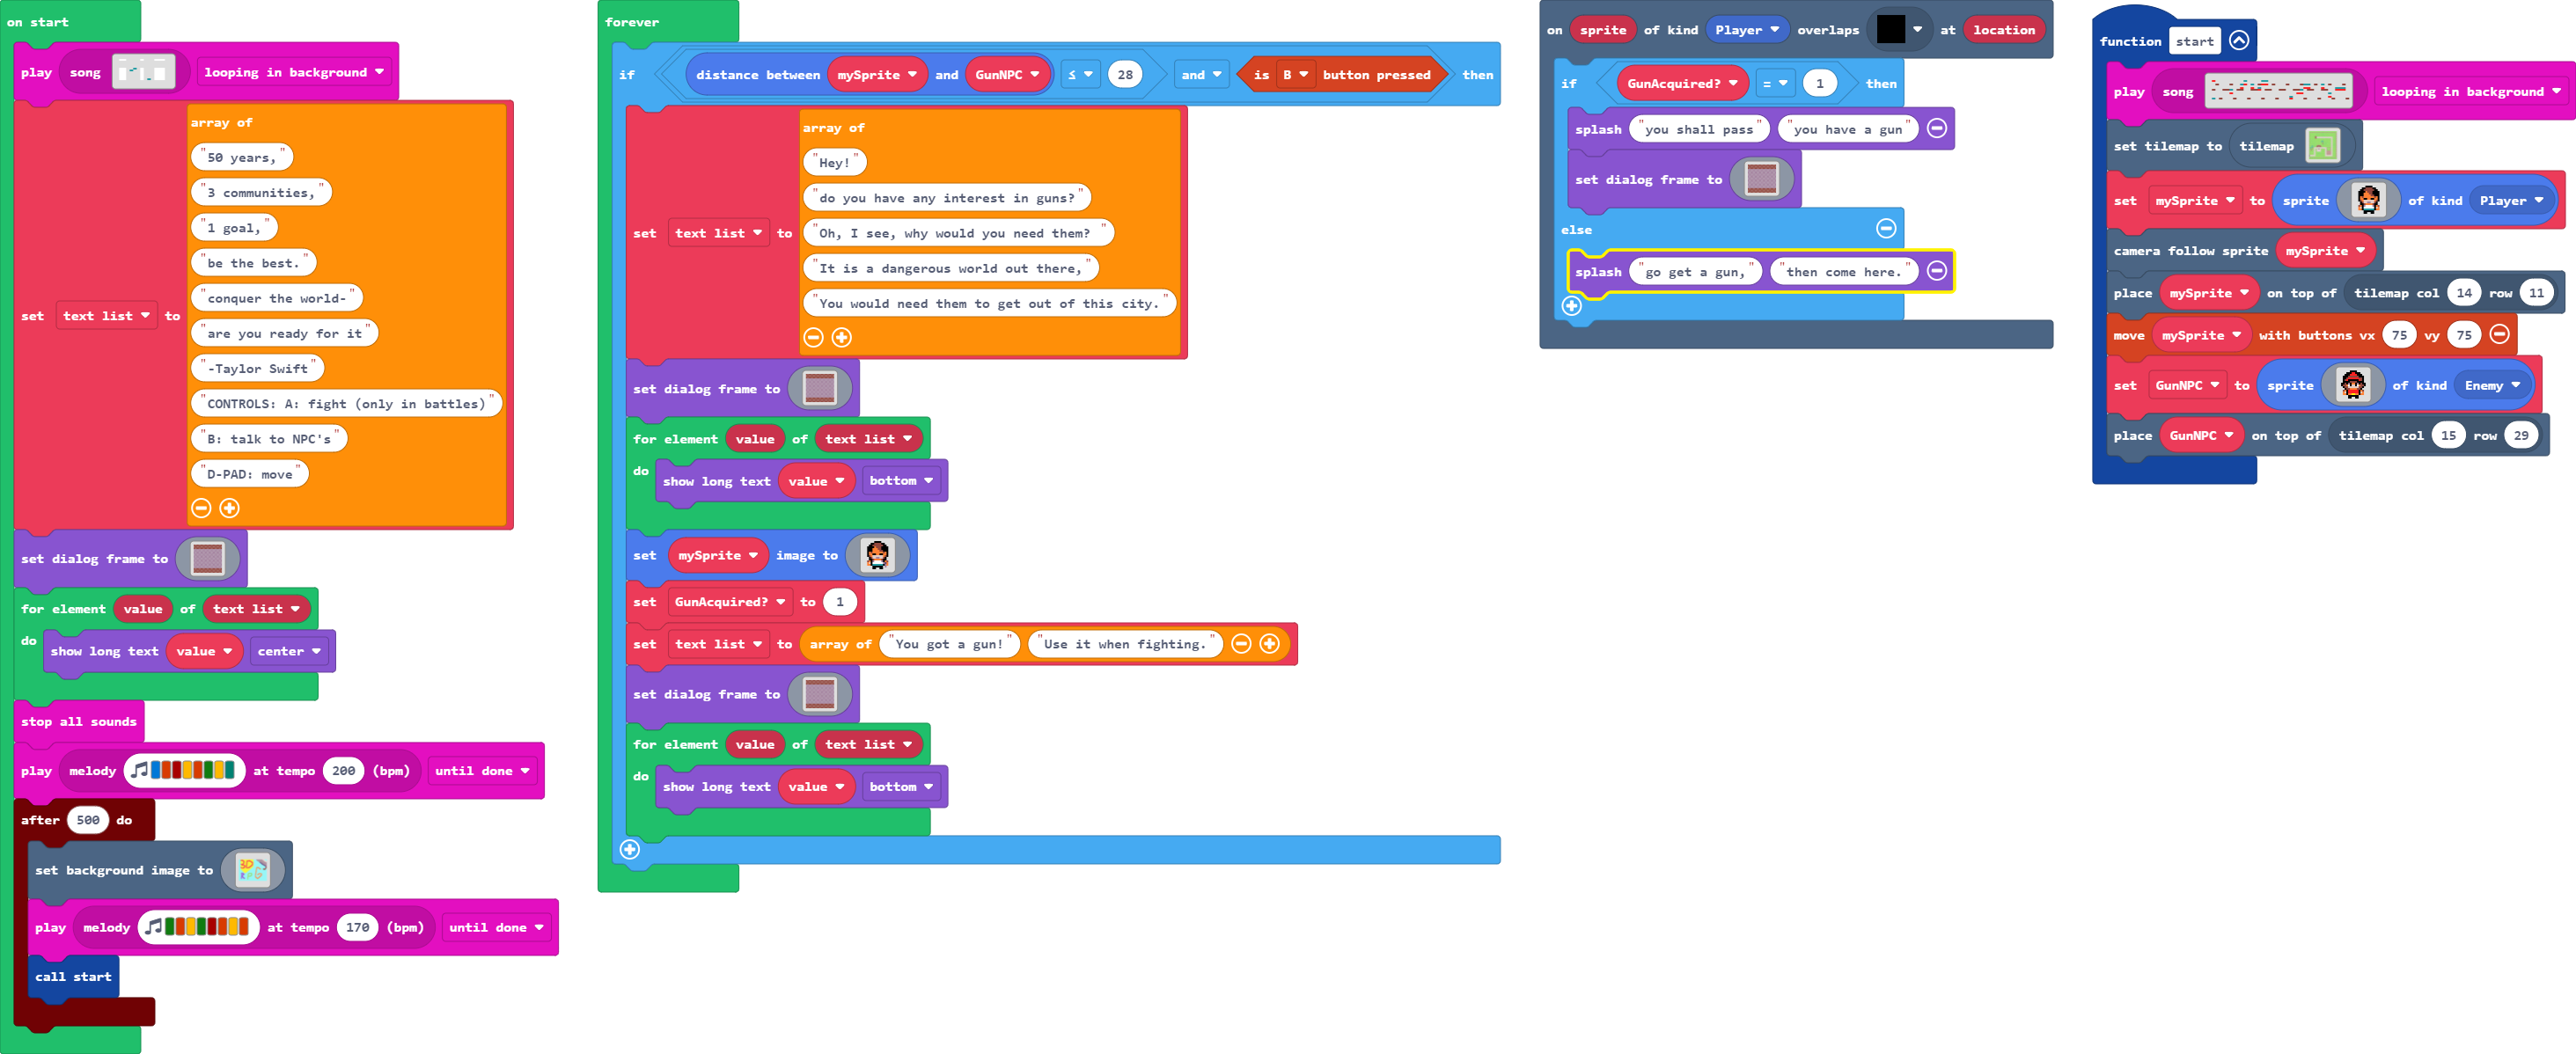 on start
play song looping in background
set text list to array of
"50 years,"
"3 communities,"
"1 goal,"
"be the best."
"conquer the world-"
"are you ready for it"
"-Taylor Swift"
"CONTROLS: A: fight (only in battles)"
"B: talk to NPC's"
"D-PAD: move"
set dialog frame to
for element value of text list
do show long text value center
stop all sounds
play melody at tempo 200 (bpm) until done
after 500 do
set background image to
play melody at tempo 170 (bpm) until done
call start
forever
if distance between mySprite and GunNPC ≤ 28 and is B button pressed then
set text list to array of
"Hey!"
"do you have any interest in guns?"
"Oh, I see, why would you need them? "
"It is a dangerous world out there,"
"You would need them to get out of this city."
set dialog frame to
for element value of text list
do show long text value bottom
set mySprite image to
set GunAcquired? to 1
set text list to array of "You got a gun!" "Use it when fighting."
set dialog frame to
for element value of text list
do show long text value bottom
on sprite of kind Player overlaps at location
if GunAcquired? = 1 then
splash "you shall pass" "you have a gun"
set dialog frame to
else
splash "go get a gun," "then come here."
function start
play song looping in background
set tilemap to tilemap
set mySprite to sprite of kind Player
camera follow sprite mySprite
place mySprite on top of tilemap col 14 row 11
move mySprite with buttons vx 75 vy 75
set GunNPC to sprite of kind Enemy
place GunNPC on top of tilemap col 15 row 29